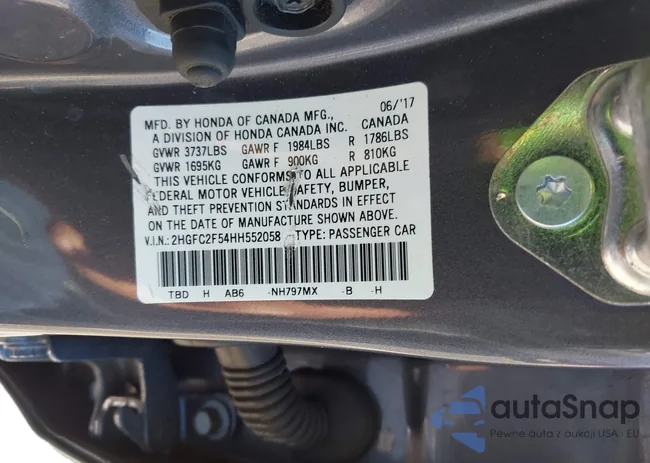 MFD. BY HONDA OF CANADA MFG., 06/'17
A DIVISION OF HONDA CANADA INC. CANADA
GVWR 3737LBS GAWR F 1984LBS R 1786LBS
GVWR 1695KG GAWR F 900KG R 810KG
THIS VEHICLE CONFORMS TO ALL APPLICABLE
FEDERAL MOTOR VEHICLE SAFETY, BUMPER,
AND THEFT PREVENTION STANDARDS IN EFFECT
ON THE DATE OF MANUFACTURE SHOWN ABOVE.
V.I.N.: 2HGFC2F54HH552058 TYPE: PASSENGER CAR
TBD H AB6 -NH797MX -B -H
autaSnap
Pewne auta z aukcji USA i EU